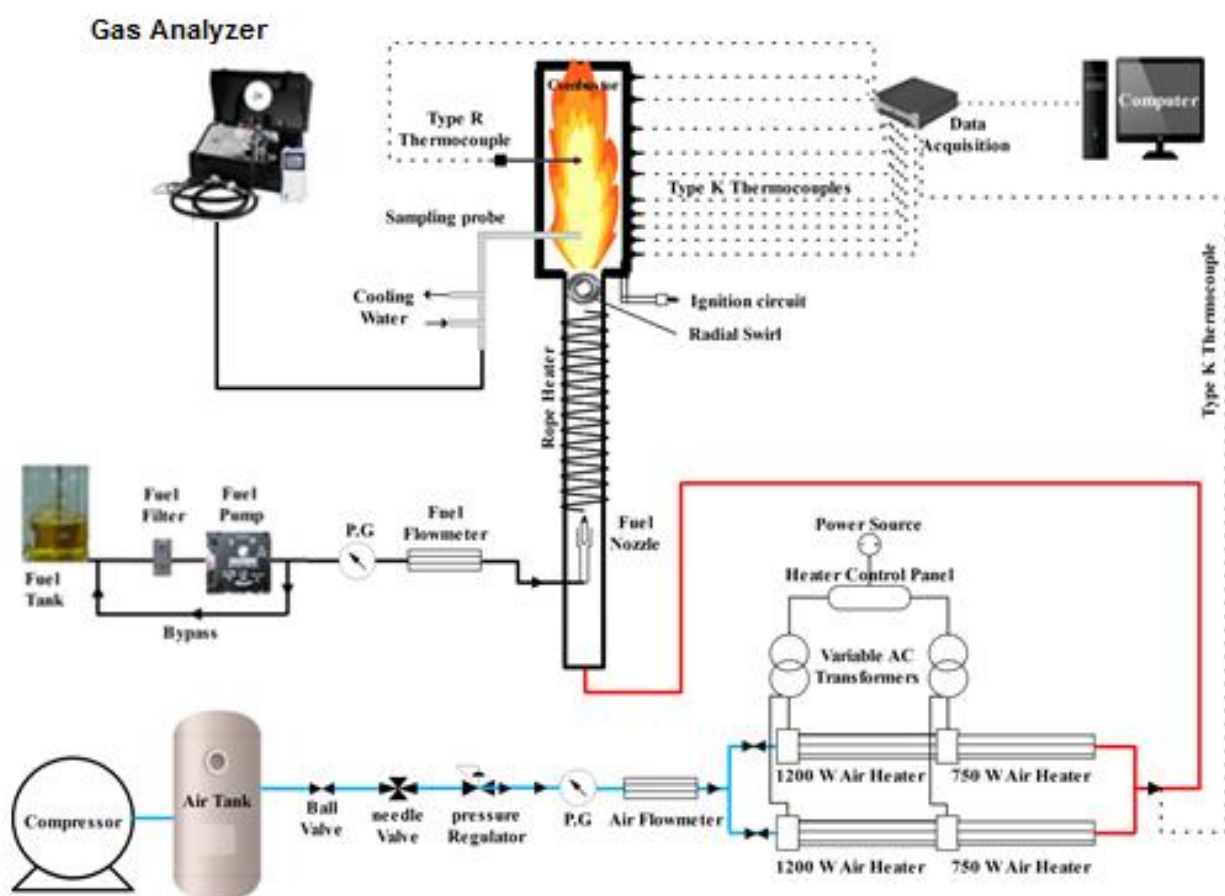 Gas Analyzer
Combustor
Type R
Thermocouple
Data
Acquisition
Computer
Type K Thermocouples
Sampling probe
Cooling
Water
Ignition circuit
Radial Swirl
Rope Heater
Type K Thermocouple
Fuel
Filter
Fuel
Pump
P.G
Fuel
Flowmeter
Fuel
Nozzle
Fuel
Tank
Bypass
Power Source
Heater Control Panel
Variable AC
Transformers
1200 W Air Heater
750 W Air Heater
Compressor
Air Tank
Ball
Valve
needle
Valve
pressure
Regulator
P.G
Air Flowmeter
1200 W Air Heater
750 W Air Heater